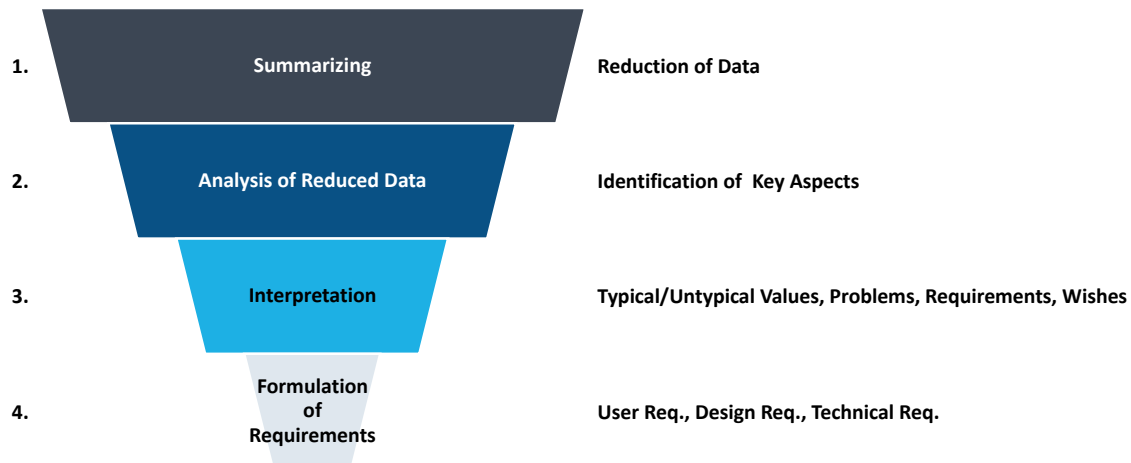 1.
Summarizing
Reduction of Data
2.
Analysis of Reduced Data
Identification of  Key Aspects
3.
Interpretation
Typical/Untypical Values, Problems, Requirements, Wishes
4.
Formulation
of
Requirements
User Req., Design Req., Technical Req.